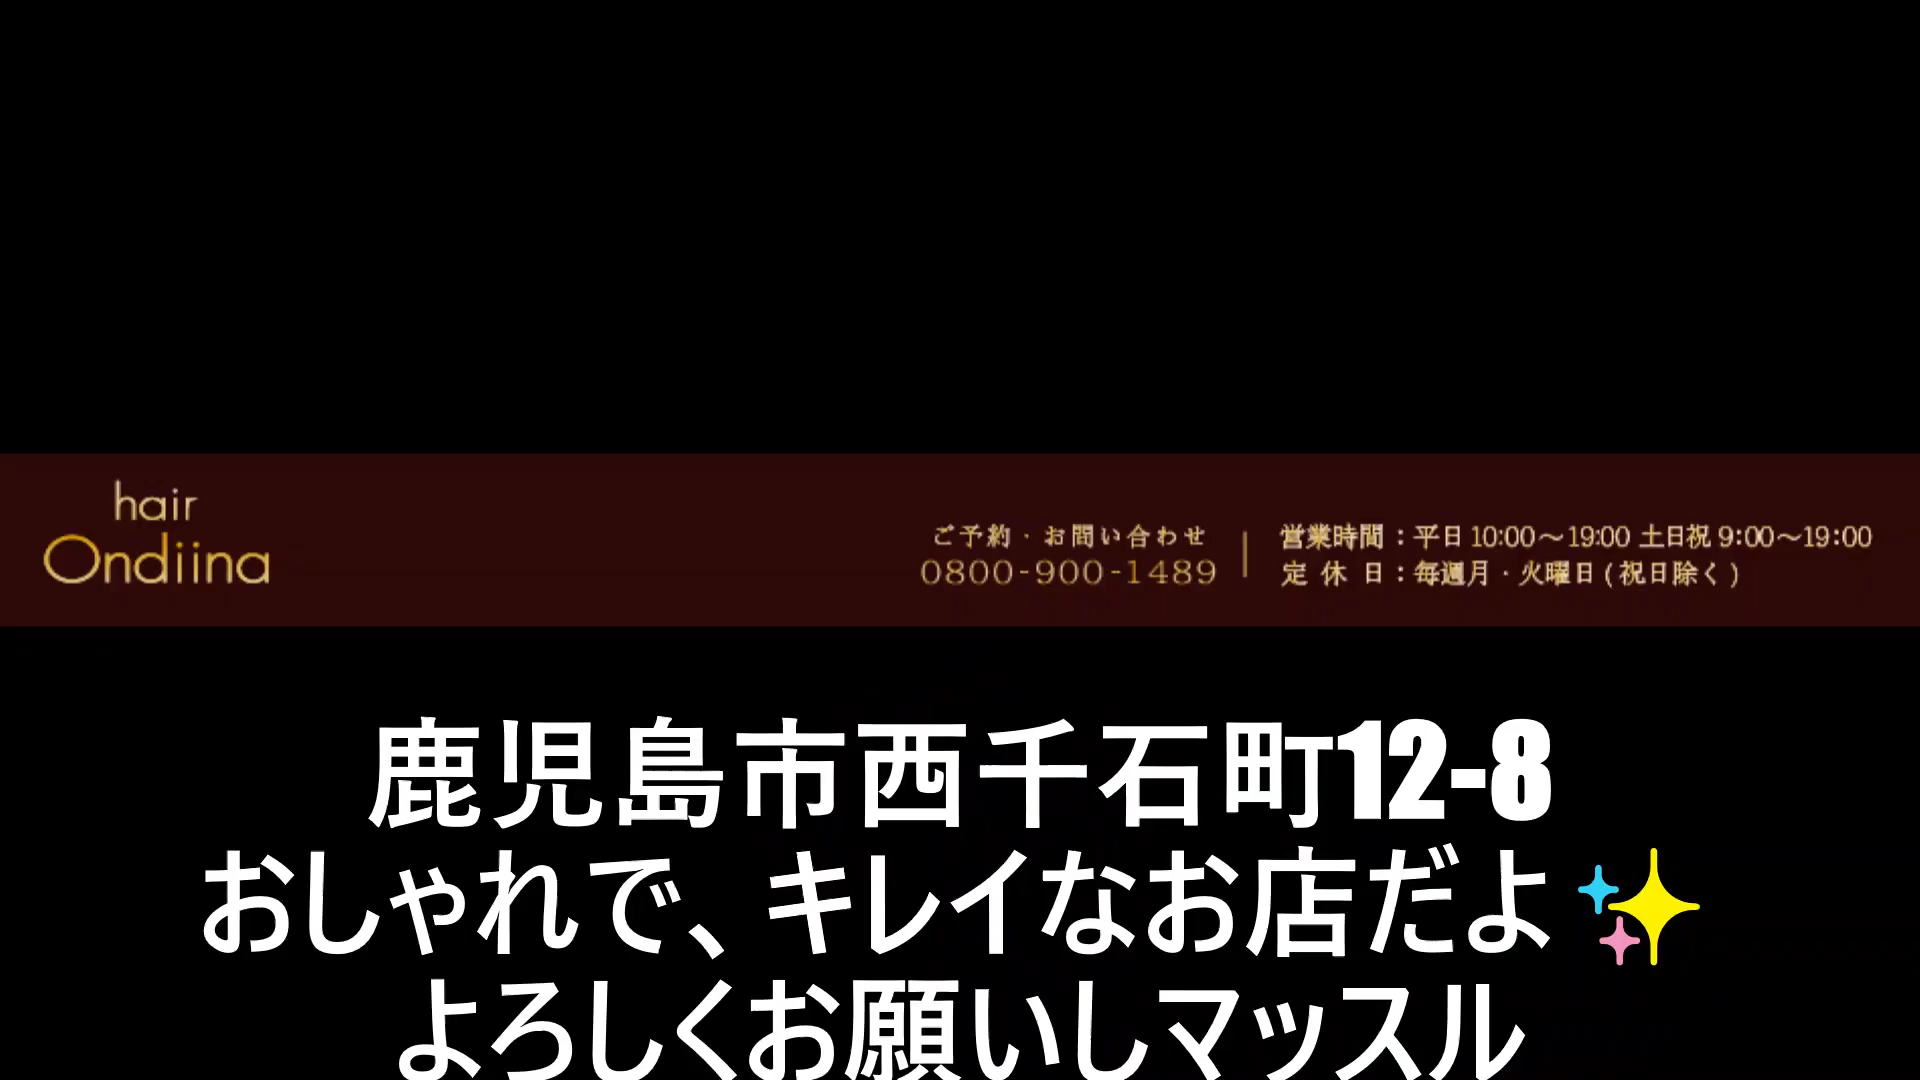 hair
Ondiina
ご予約・お問い合わせ
0800-900-1489
営業時間：平日 10:00〜19:00 土日祝 9:00〜19:00
定休日：毎週月・火曜日(祝日除く)
鹿児島市西千石町12-8
おしゃれで、キレイなお店だよ✨
よろしくお願いしマッスル